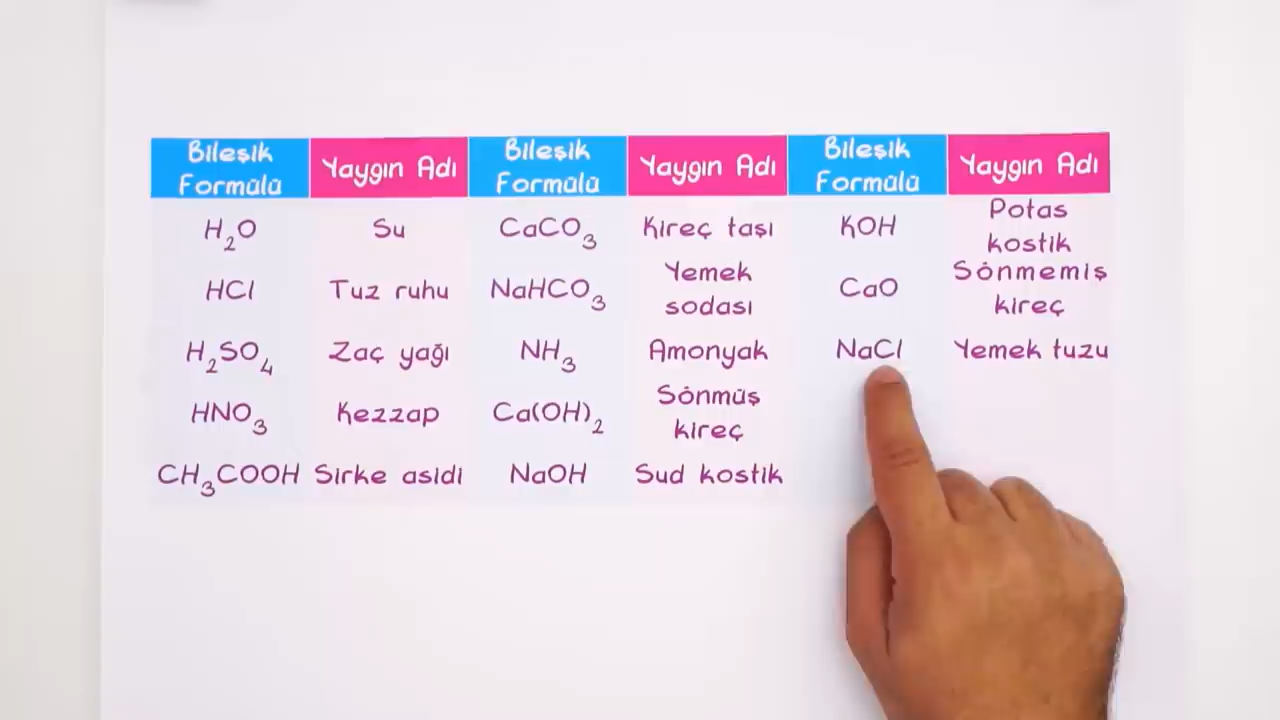 Bileşik Formülü Yaygın Adı Bileşik Formülü Yaygın Adı Bileşik Formülü Yaygın Adı
H₂O Su CaCO₃ Kireç taşı KOH Potas kostik
HCl Tuz ruhu NaHCO₃ Yemek sodası CaO Sönmemiş kireç
H₂SO₄ Zaç yağı NH₃ Amonyak NaCl Yemek tuzu
HNO₃ Kezzap Ca(OH)₂ Sönmüş kireç
CH₃COOH Sirke asidi NaOH Sud kostik